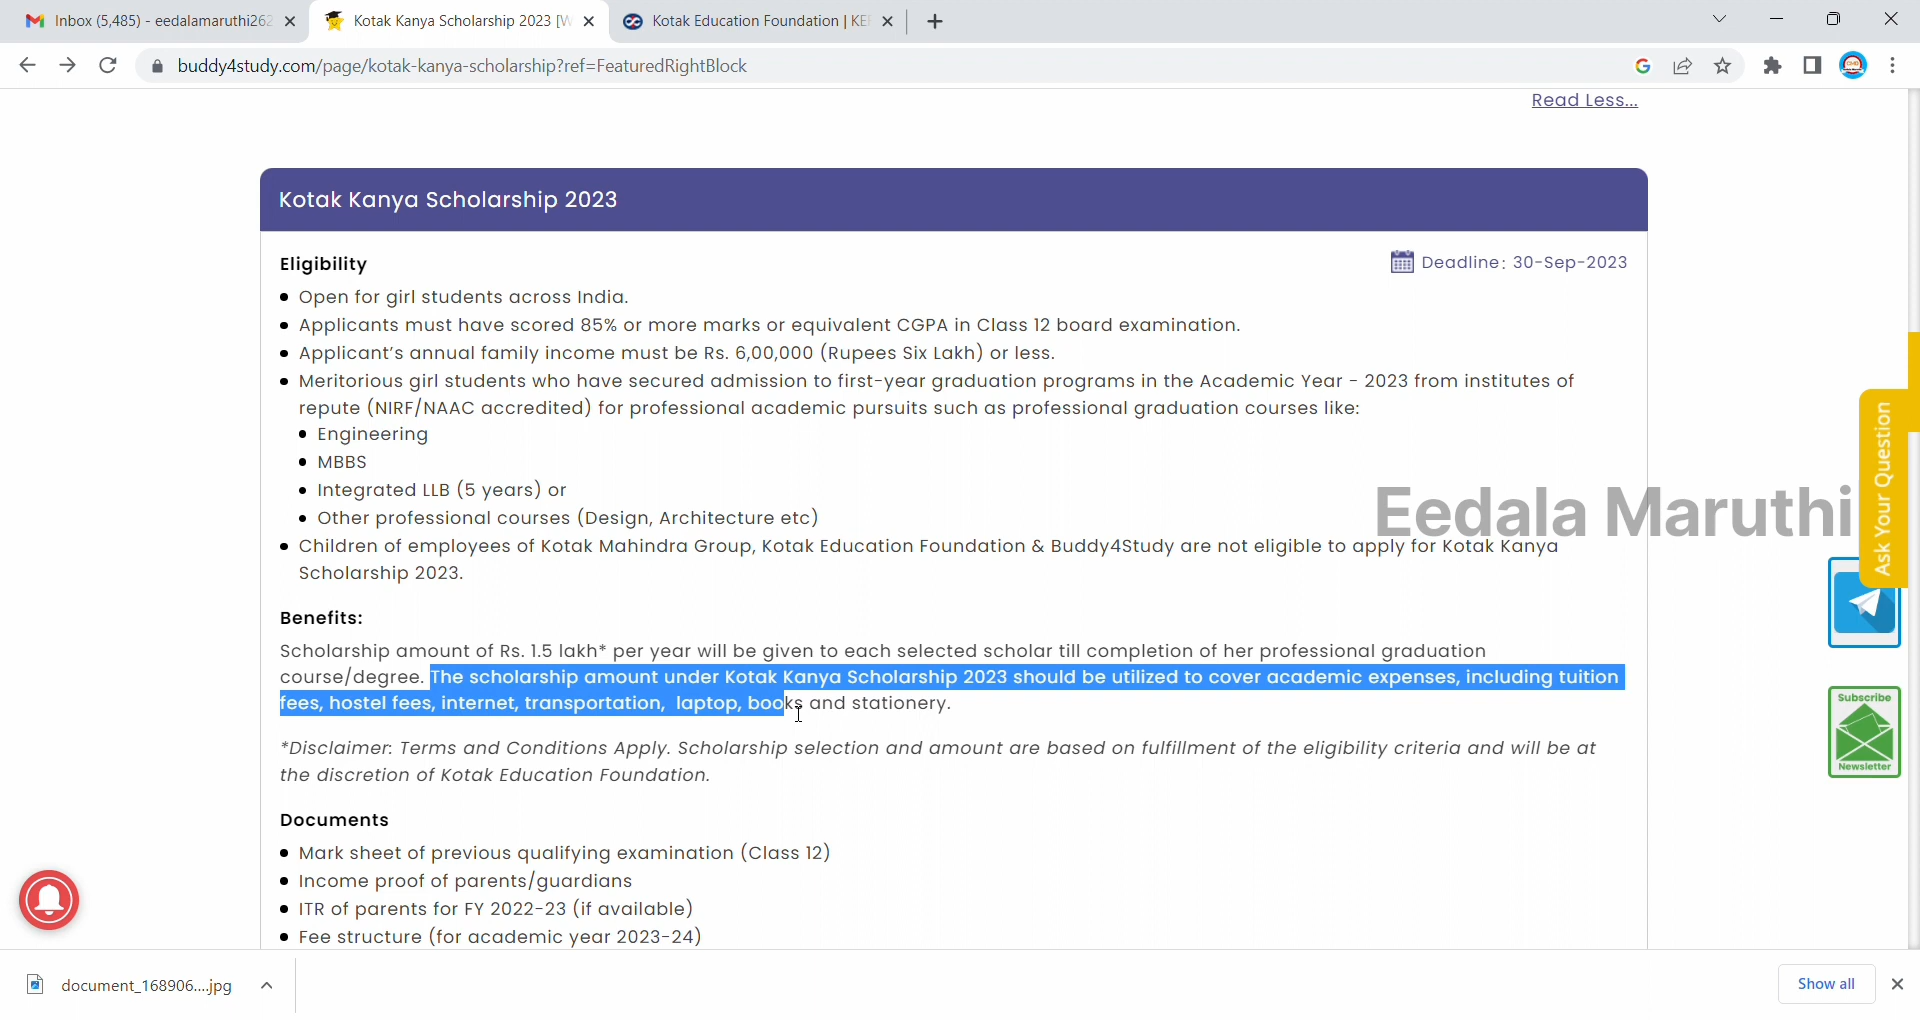 Inbox (5,485) - eedalamaruthi262
Kotak Kanya Scholarship 2023 [W
Kotak Education Foundation | KEF
buddy4study.com/page/kotak-kanya-scholarship?ref=FeaturedRightBlock
Read Less...
Kotak Kanya Scholarship 2023
Eligibility
Deadline: 30-Sep-2023
Open for girl students across India.
Applicants must have scored 85% or more marks or equivalent CGPA in Class 12 board examination.
Applicant's annual family income must be Rs. 6,00,000 (Rupees Six Lakh) or less.
Meritorious girl students who have secured admission to first-year graduation programs in the Academic Year - 2023 from institutes of
repute (NIRF/NAAC accredited) for professional academic pursuits such as professional graduation courses like:
Engineering
MBBS
Integrated LLB (5 years) or
Other professional courses (Design, Architecture etc)
Children of employees of Kotak Mahindra Group, Kotak Education Foundation & Buddy4Study are not eligible to apply for Kotak Kanya
Scholarship 2023.
Eedala Maruthi
Ask Your Question
Benefits:
Scholarship amount of Rs. 1.5 lakh* per year will be given to each selected scholar till completion of her professional graduation
course/degree. The scholarship amount under Kotak Kanya Scholarship 2023 should be utilized to cover academic expenses, including tuition
fees, hostel fees, internet, transportation, laptop, books and stationery.
Subscribe
Newsletter
*Disclaimer: Terms and Conditions Apply. Scholarship selection and amount are based on fulfillment of the eligibility criteria and will be at
the discretion of Kotak Education Foundation.
Documents
Mark sheet of previous qualifying examination (Class 12)
Income proof of parents/guardians
ITR of parents for FY 2022-23 (if available)
Fee structure (for academic year 2023-24)
document_168906....jpg
Show all